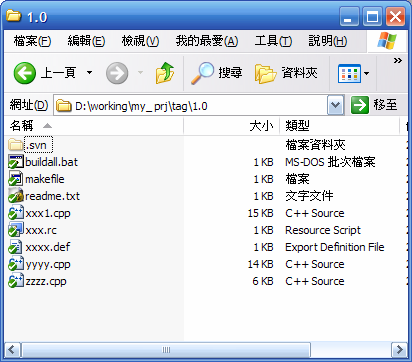 1.0
檔案(F) 編輯(E) 檢視(V) 我的最愛(A) 工具(T) 說明(H)
上一頁 搜尋 資料夾
網址(D) D:\working\my_prj\tag\1.0 移至
名稱 大小 類型
.svn 檔案資料夾
buildall.bat 1 KB MS-DOS 批次檔案
makefile 1 KB 檔案
readme.txt 1 KB 文字文件
xxx1.cpp 15 KB C++ Source
xxx.rc 1 KB Resource Script
xxxx.def 1 KB Export Definition File
yyyy.cpp 14 KB C++ Source
zzzz.cpp 6 KB C++ Source